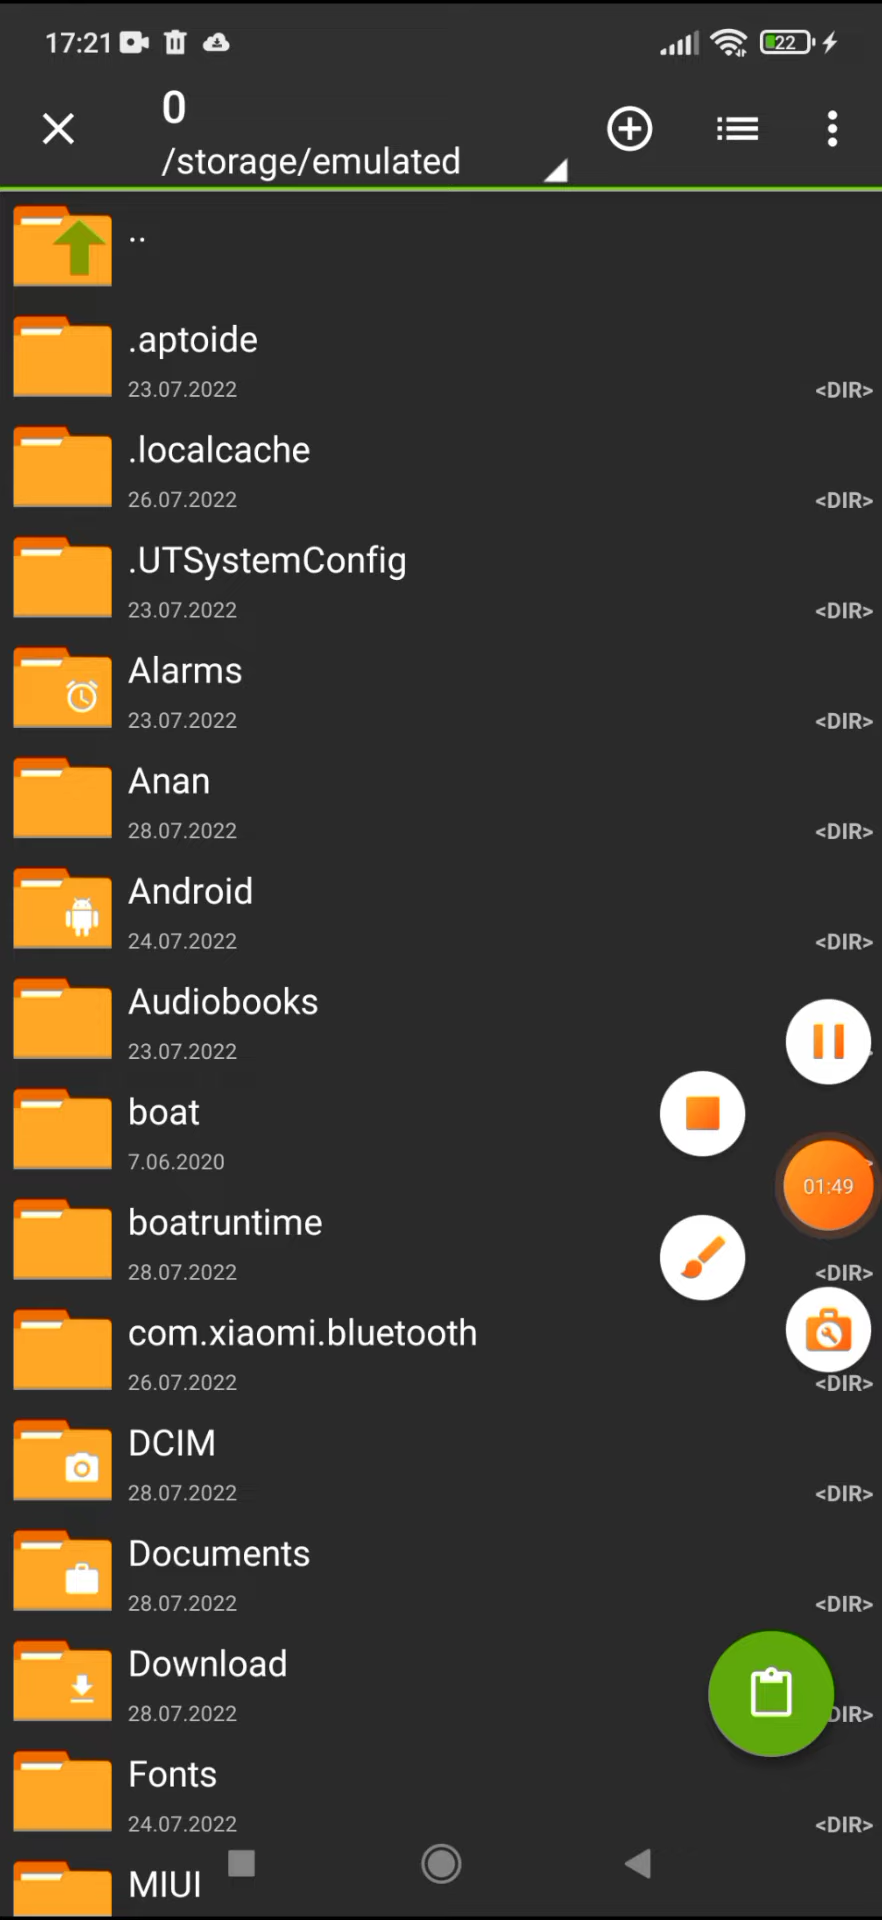 17:21
22
0
/storage/emulated
..
.aptoide
23.07.2022
<DIR>
.localcache
26.07.2022
<DIR>
.UTSystemConfig
23.07.2022
<DIR>
Alarms
23.07.2022
<DIR>
Anan
28.07.2022
<DIR>
Android
24.07.2022
<DIR>
Audiobooks
23.07.2022
boat
7.06.2020
01:49
boatruntime
28.07.2022
<DIR>
com.xiaomi.bluetooth
26.07.2022
<DIR>
DCIM
28.07.2022
<DIR>
Documents
28.07.2022
<DIR>
Download
28.07.2022
DIR>
Fonts
24.07.2022
<DIR>
MIUI